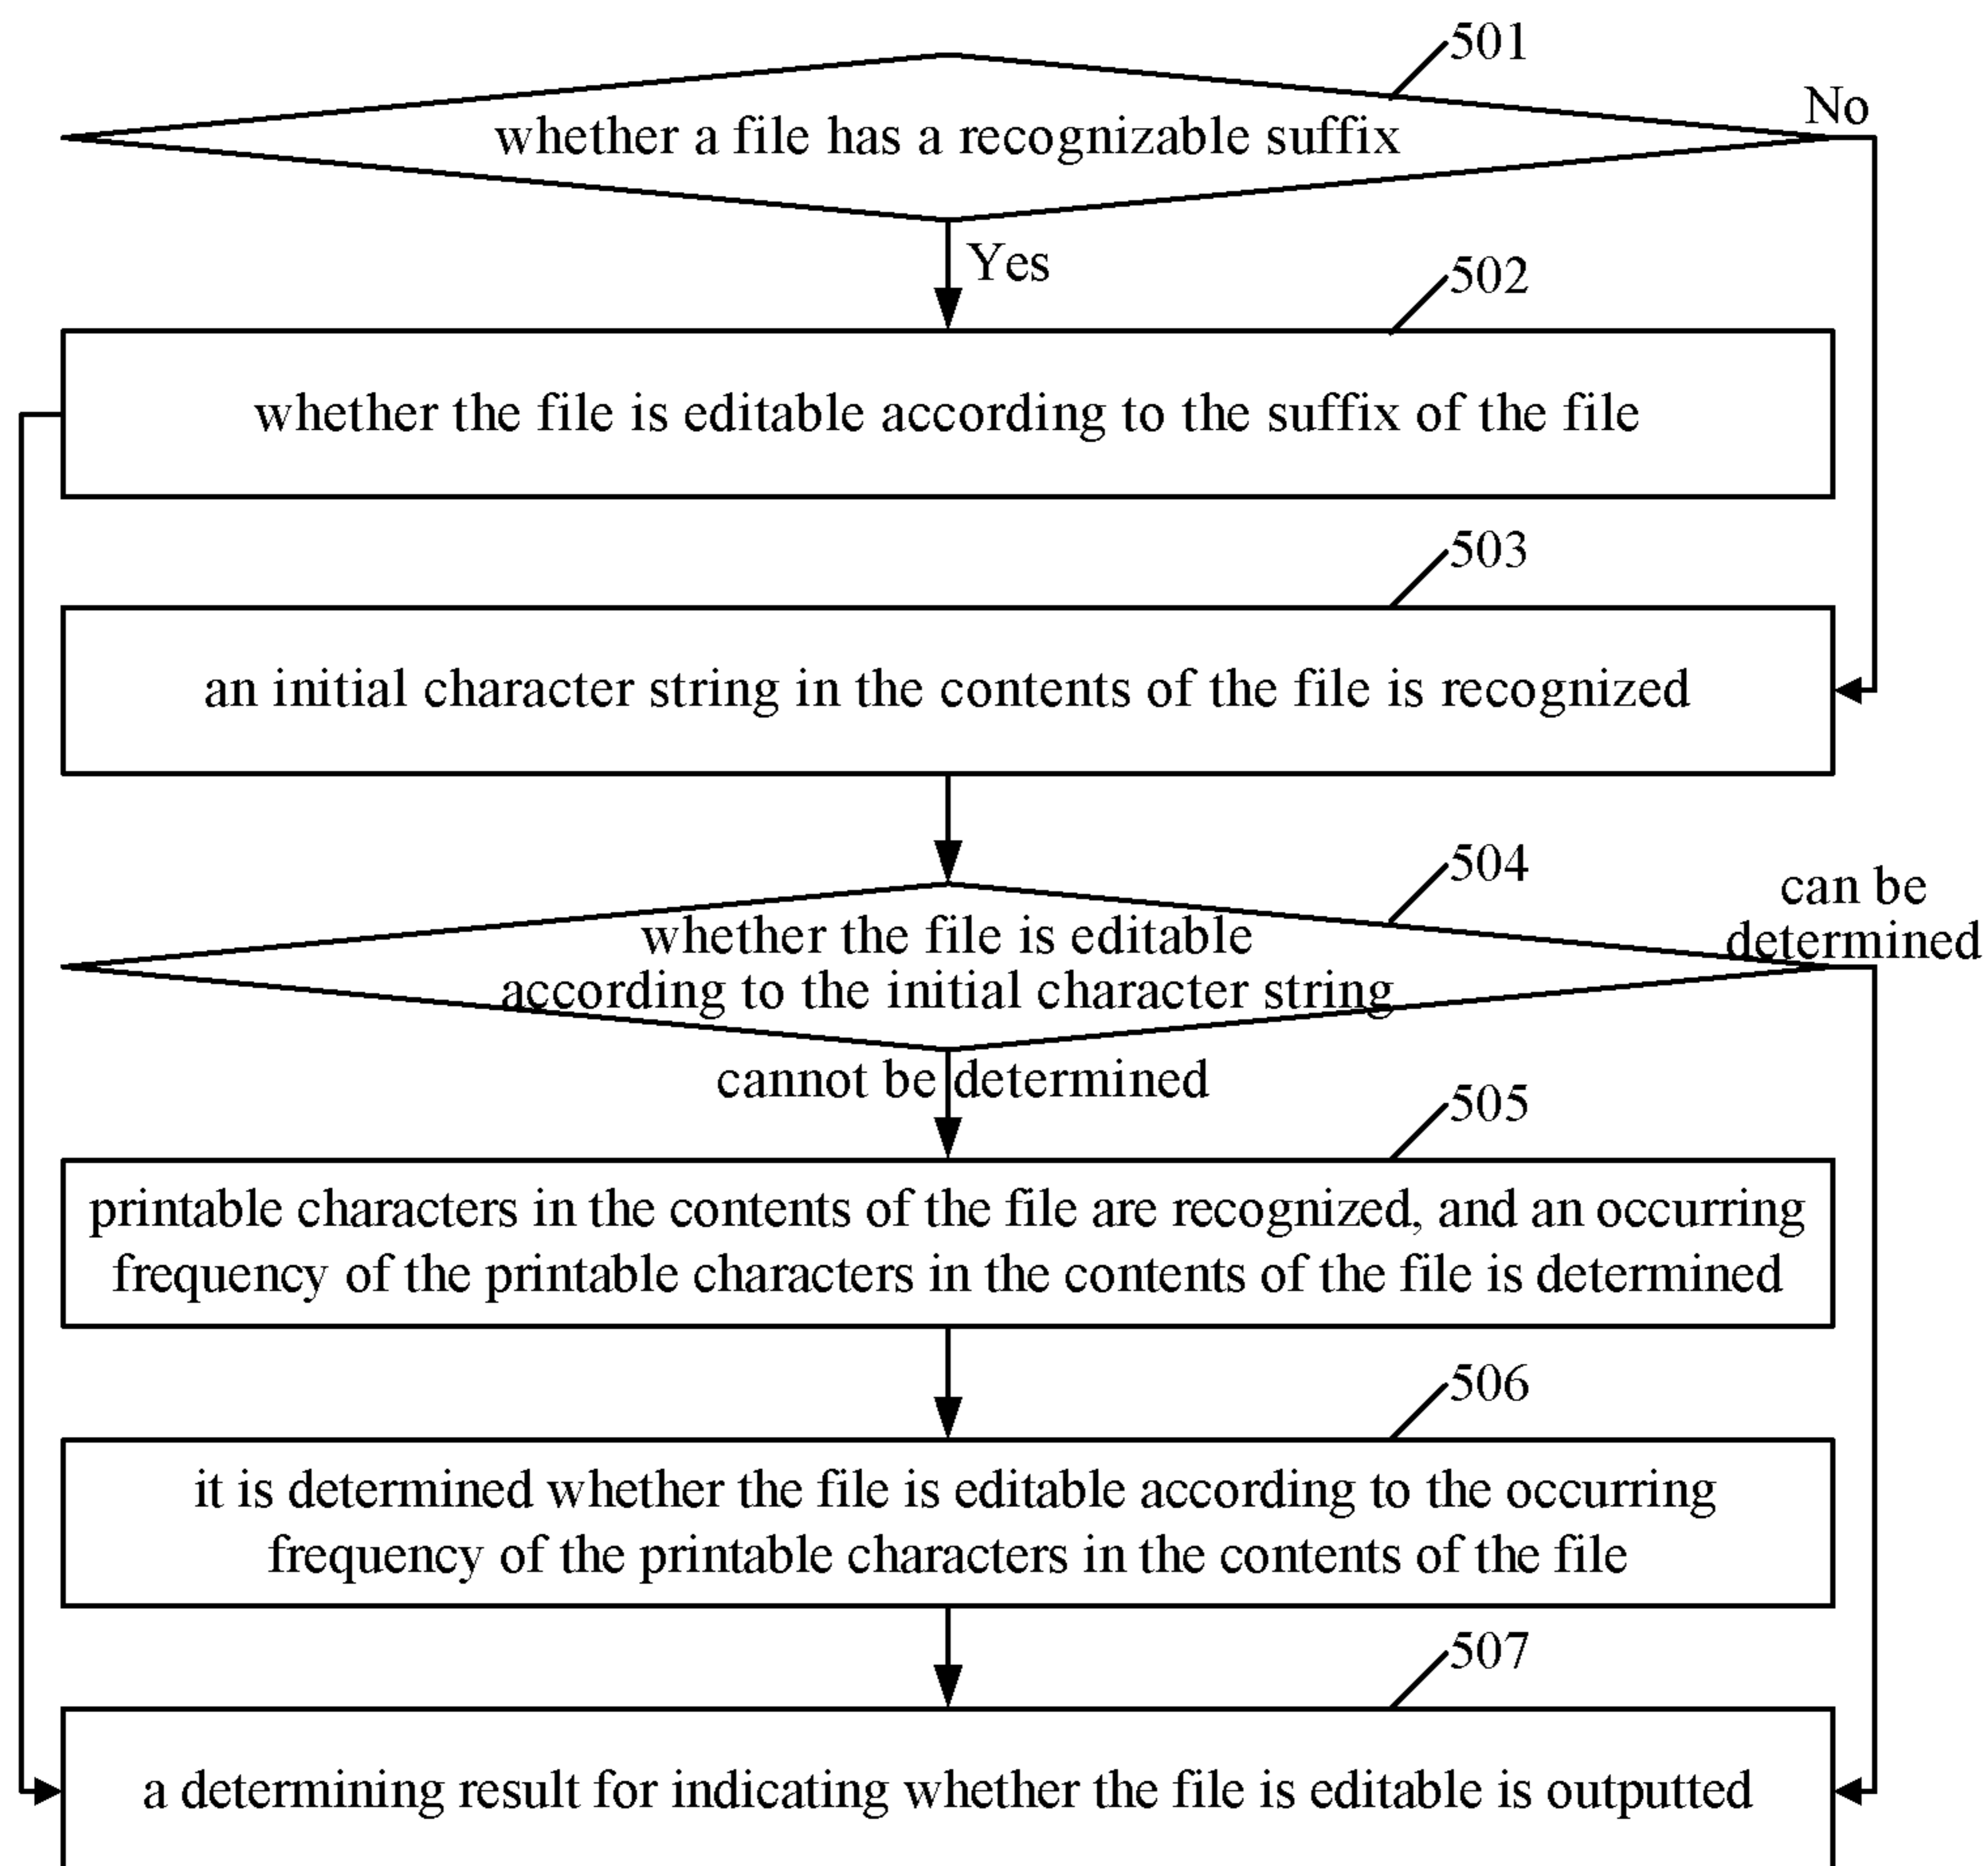 501
No
whether a file has a recognizable suffix
Yes
502
whether the file is editable according to the suffix of the file
503
an initial character string in the contents of the file is recognized
504
can be
determined
whether the file is editable
according to the initial character string
cannot be determined
505
printable characters in the contents of the file are recognized, and an occurring
frequency of the printable characters in the contents of the file is determined
506
it is determined whether the file is editable according to the occurring
frequency of the printable characters in the contents of the file
507
a determining result for indicating whether the file is editable is outputted